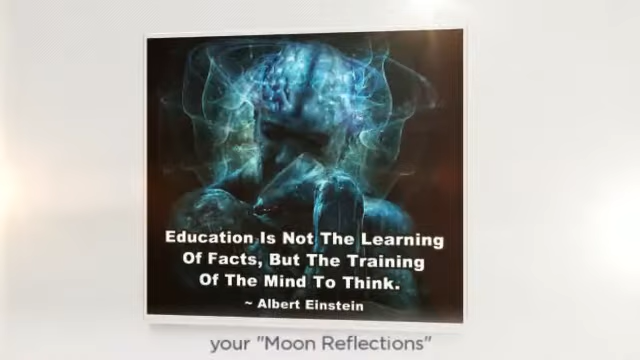 Education Is Not The Learning
Of Facts, But The Training
Of The Mind To Think.
~ Albert Einstein
your "Moon Reflections"